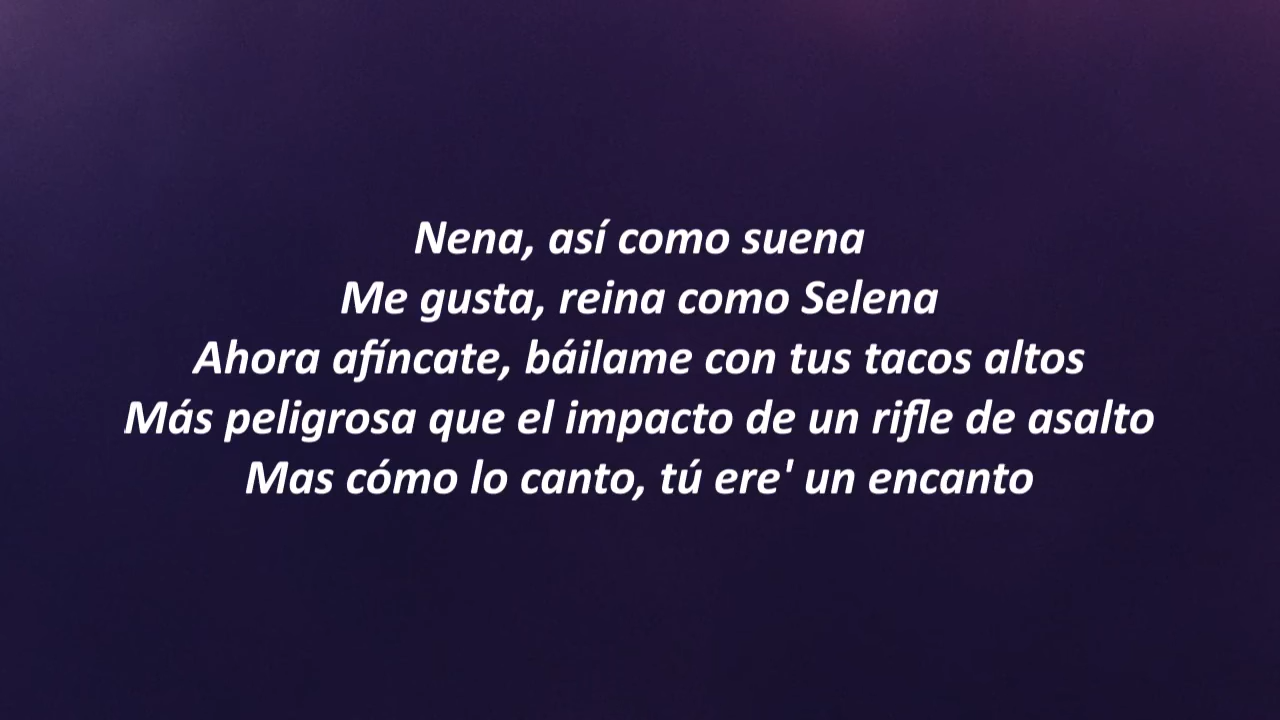 Nena, así como suena
Me gusta, reina como Selena
Ahora afíncate, báilame con tus tacos altos
Más peligrosa que el impacto de un rifle de asalto
Mas cómo lo canto, tú ere' un encanto